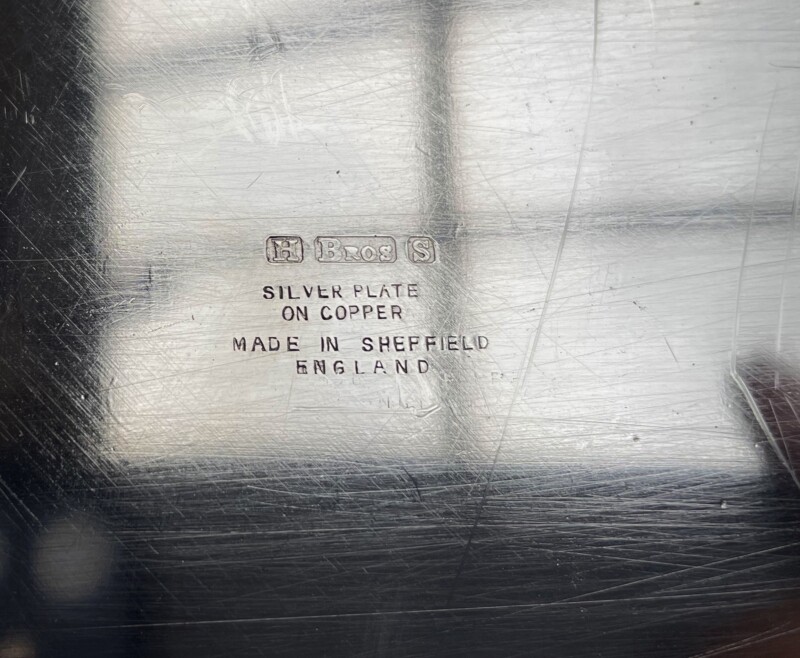 H BROS S
SILVER PLATE
ON COPPER
MADE IN SHEFFIELD
ENGLAND